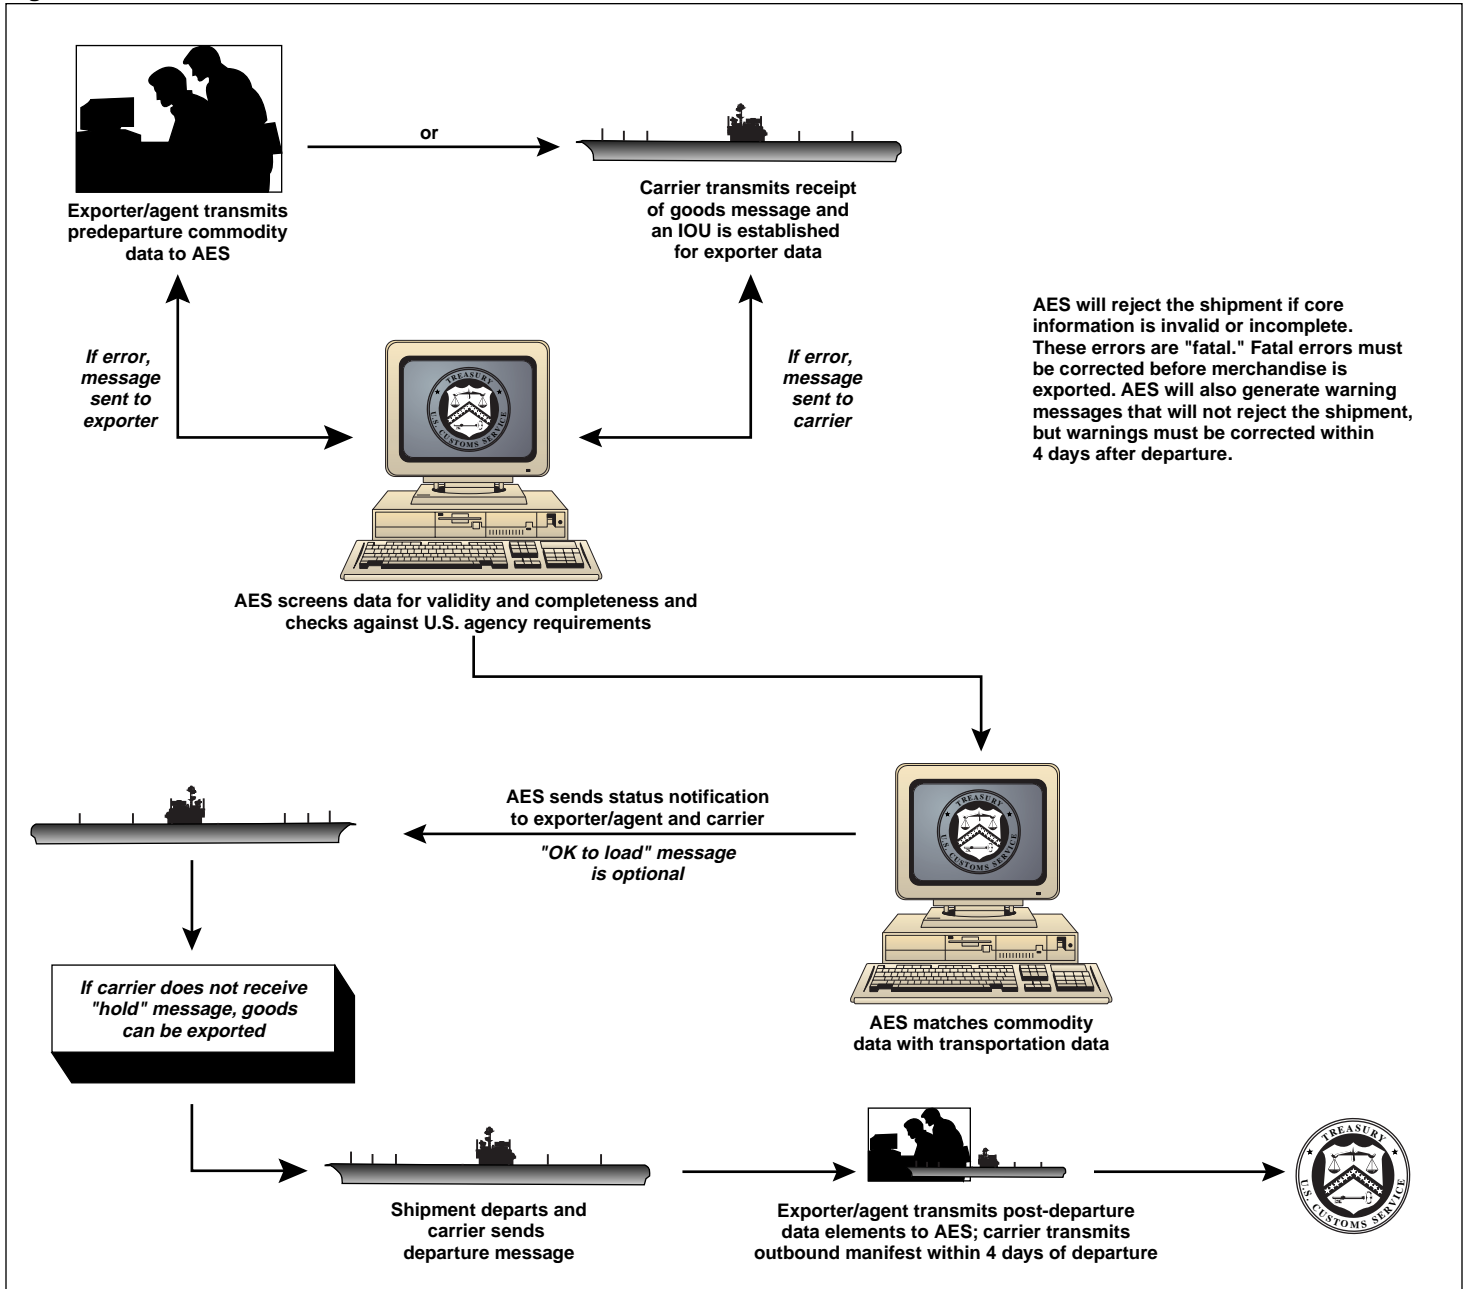 or
Exporter/agent transmits
predeparture commodity
data to AES
Carrier transmits receipt
of goods message and
an IOU is established
for exporter data
If error,
message
sent to
exporter
If error,
message
sent to
carrier
AES will reject the shipment if core
information is invalid or incomplete.
These errors are "fatal." Fatal errors must
be corrected before merchandise is
exported. AES will also generate warning
messages that will not reject the shipment,
but warnings must be corrected within
4 days after departure.
TREASURY
U.S. CUSTOMS SERVICE
AES screens data for validity and completeness and
checks against U.S. agency requirements
AES sends status notification
to exporter/agent and carrier
"OK to load" message
is optional
TREASURY
U.S. CUSTOMS SERVICE
If carrier does not receive
"hold" message, goods
can be exported
AES matches commodity
data with transportation data
Shipment departs and
carrier sends
departure message
Exporter/agent transmits post-departure
data elements to AES; carrier transmits
outbound manifest within 4 days of departure
TREASURY
U.S. CUSTOMS SERVICE